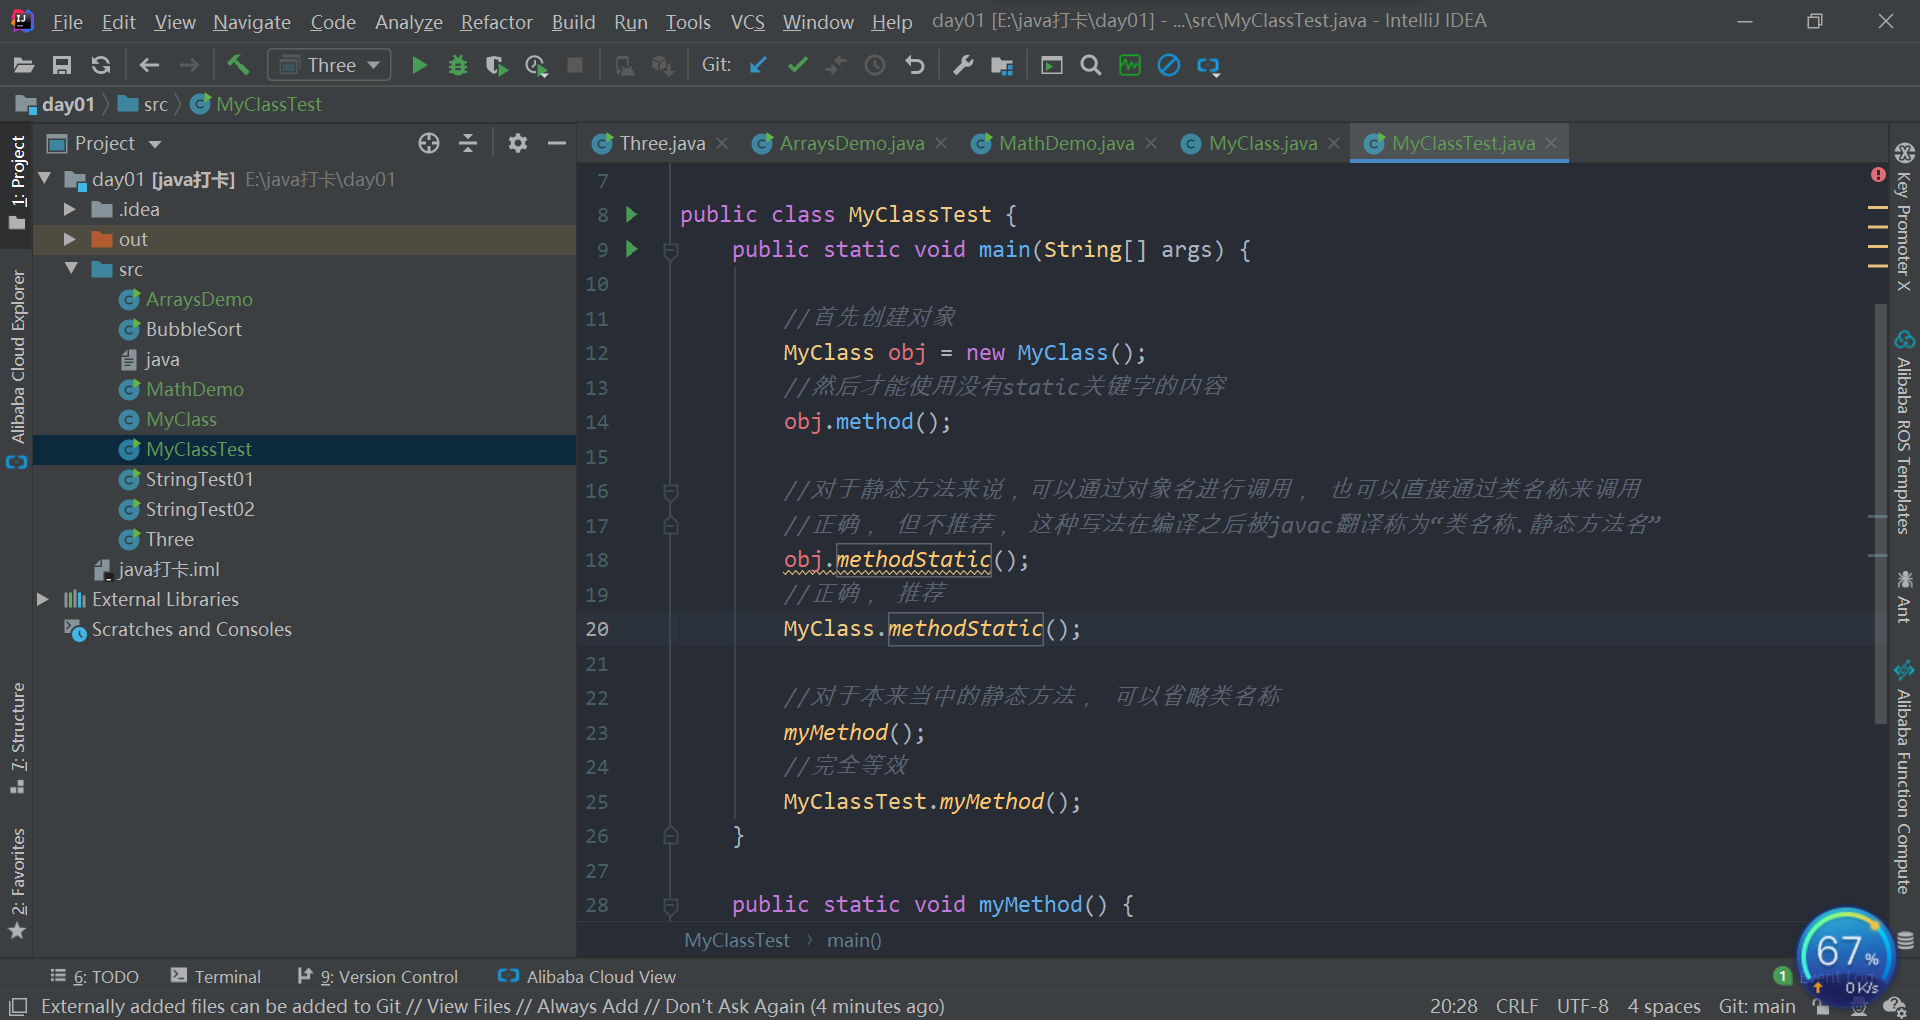 File Edit View Navigate Code Analyze Refactor Build Run Tools VCS Window Help day01 [E:\java打卡\day01] - ...\src\MyClassTest.java - IntelliJ IDEA
Three Git:
day01 src MyClassTest
Project
Three.java ArraysDemo.java MathDemo.java MyClass.java MyClassTest.java
1: Project
Alibaba Cloud Explorer
7: Structure
2: Favorites
day01 [java打卡] E:\java打卡\day01
.idea
out
src
ArraysDemo
BubbleSort
java
MathDemo
MyClass
MyClassTest
StringTest01
StringTest02
Three
java打卡.iml
External Libraries
Scratches and Consoles
7
8 public class MyClassTest {
9 public static void main(String[] args) {
10
11 //首先创建对象
12 MyClass obj = new MyClass();
13 //然后才能使用没有static关键字的内容
14 obj.method();
15
16 //对于静态方法来说，可以通过对象名进行调用， 也可以直接通过类名称来调用
17 //正确， 但不推荐， 这种写法在编译之后被javac翻译称为“类名称.静态方法名”
18 obj.methodStatic();
19 //正确， 推荐
20 MyClass.methodStatic();
21
22 //对于本来当中的静态方法， 可以省略类名称
23 myMethod();
24 //完全等效
25 MyClassTest.myMethod();
26 }
27
28 public static void myMethod() {
MyClassTest main()
Key Promoter X
Alibaba ROS Templates
Ant
Alibaba Function Compute
67%
0K/s
6: TODO Terminal 9: Version Control Alibaba Cloud View 1 Event Log
Externally added files can be added to Git // View Files // Always Add // Don't Ask Again (4 minutes ago) 20:28 CRLF UTF-8 4 spaces Git: main